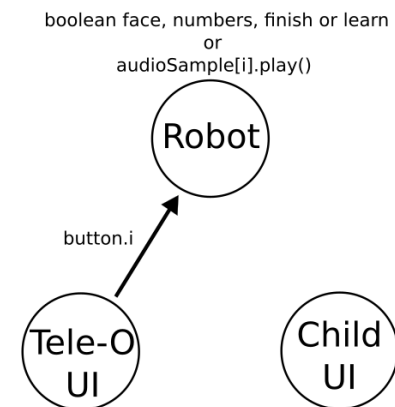 boolean face, numbers, finish or learn
or
audioSample[i].play()
Robot
button.i
Tele-O
UI
Child
UI